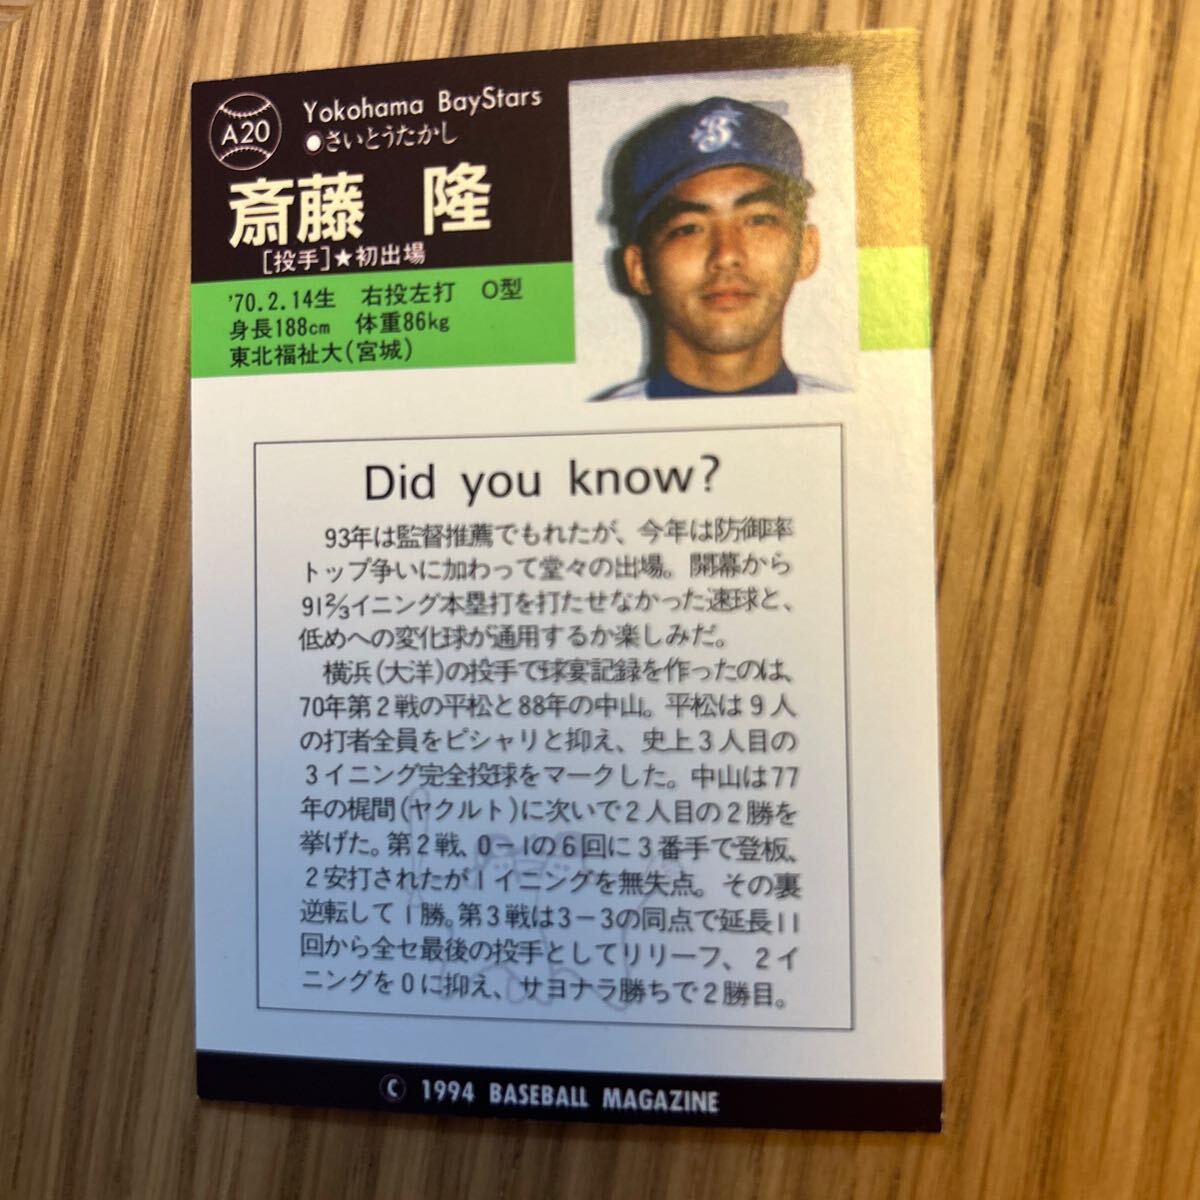 A20
Yokohama BayStars
●さいとうたかし
斎藤 隆
[投手]★初出場
'70.2.14生 右投左打 O型
身長188cm 体重86kg
東北福祉大(宮城)
Did you know?
93年は監督推薦でもれたが、今年は防御率
トップ争いに加わって堂々の出場。開幕から
91⅔イニング本塁打を打たせなかった速球と、
低めへの変化球が通用するか楽しみだ。
横浜(大洋)の投手で球宴記録を作ったのは、
70年第2戦の平松と88年の中山。平松は9人
の打者全員をピシャリと抑え、史上3人目の
3イニング完全投球をマークした。中山は77
年の梶間(ヤクルト)に次いで2人目の2勝を
挙げた。第2戦、0-1の6回に3番手で登板、
2安打されたが1イニングを無失点。その裏
逆転して1勝。第3戦は3-3の同点で延長11
回から全セ最後の投手としてリリーフ、2イ
ニングを0に抑え、サヨナラ勝ちで2勝目。
© 1994 BASEBALL MAGAZINE